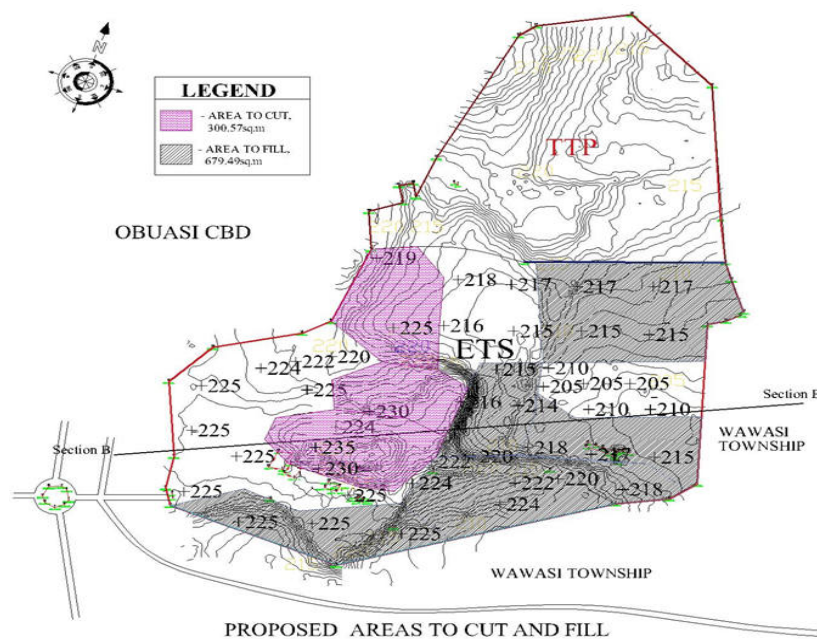 N
LEGEND
- AREA TO CUT,
300.57sq.m
- AREA TO FILL,
679.49sq.m
TTP
215
OBUASI CBD
+219
+218 +217 +217 +217
+225 +216 +215 +215 +215
220
ETS
+224 +222 +220
+215 +210
+225 +225 +205 +205 +205
Section B
+230 +214 +210 +210
224
+225
+235 +218 +215
WAWASI
TOWNSHIP
Section B
+225 +230 +222 +220
+225 +225 +224 +222 +220 +218
+224
+225 +225 +225
WAWASI TOWNSHIP
PROPOSED AREAS TO CUT AND FILL